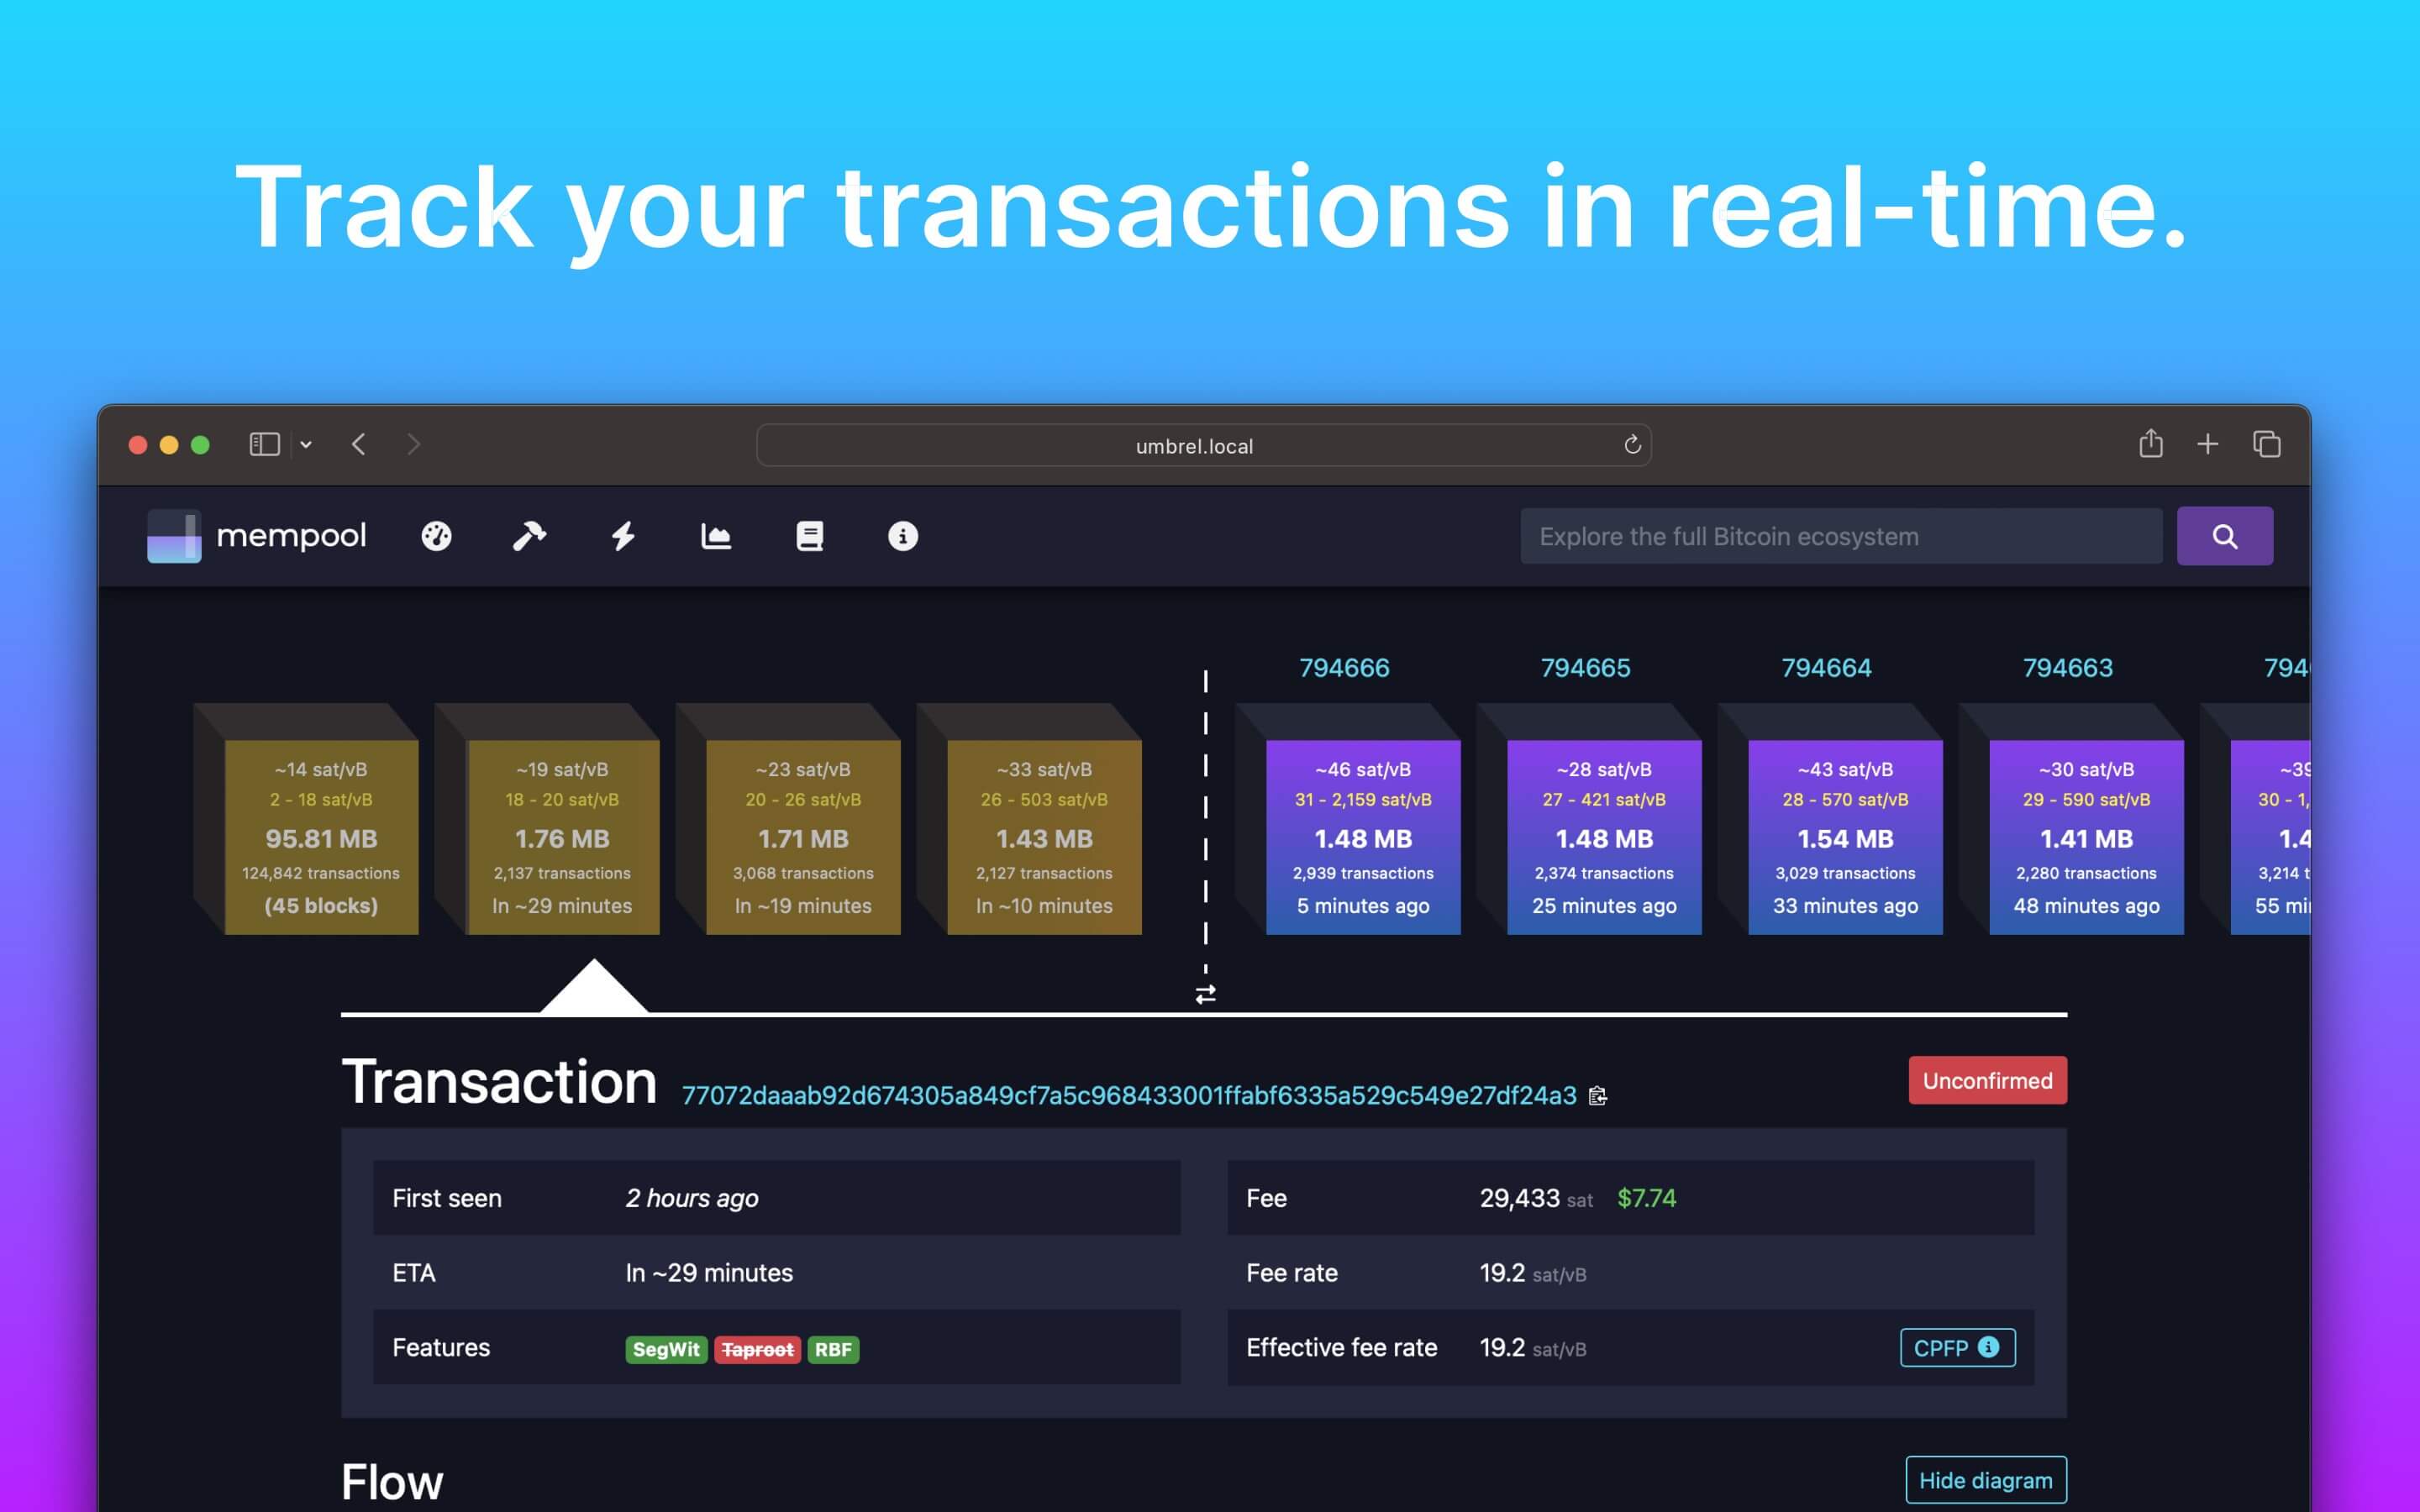 Track your transactions in real-time.
umbrel.local
mempool
Explore the full Bitcoin ecosystem
794666
794665
794664
794663
794
~14 sat/vB
2 - 18 sat/vB
95.81 MB
124,842 transactions
(45 blocks)
~19 sat/vB
18 - 20 sat/vB
1.76 MB
2,137 transactions
In ~29 minutes
~23 sat/vB
20 - 26 sat/vB
1.71 MB
3,068 transactions
In ~19 minutes
~33 sat/vB
26 - 503 sat/vB
1.43 MB
2,127 transactions
In ~10 minutes
~46 sat/vB
31 - 2,159 sat/vB
1.48 MB
2,939 transactions
5 minutes ago
~28 sat/vB
27 - 421 sat/vB
1.48 MB
2,374 transactions
25 minutes ago
~43 sat/vB
28 - 570 sat/vB
1.54 MB
3,029 transactions
33 minutes ago
~30 sat/vB
29 - 590 sat/vB
1.41 MB
2,280 transactions
48 minutes ago
~39
30 - 1,
1.4
3,214 t
55 mi
Transaction 77072daaab92d674305a849cf7a5c968433001ffabf6335a529c549e27df24a3
Unconfirmed
First seen 2 hours ago
ETA In ~29 minutes
Features SegWit Taproot RBF
Fee 29,433 sat $7.74
Fee rate 19.2 sat/vB
Effective fee rate 19.2 sat/vB CPFP
Flow
Hide diagram